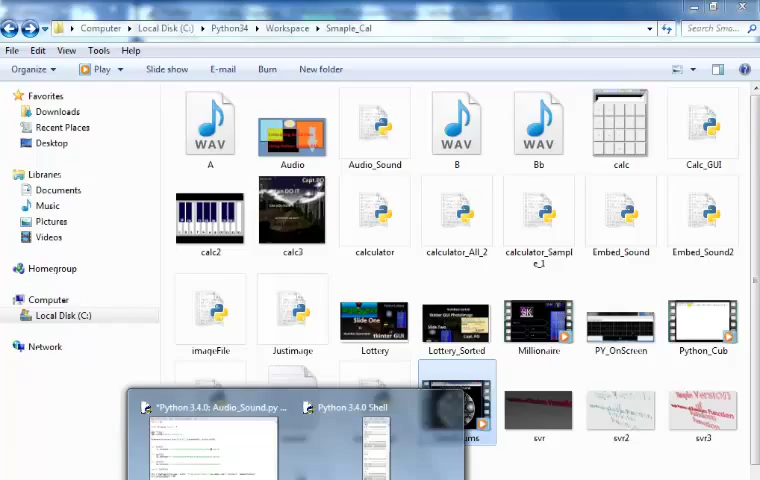 Computer ▸ Local Disk (C:) ▸ Python34 ▸ Workspace ▸ Smaple_Cal
Search Smao...
File Edit View Tools Help
Organize Play Slide show E-mail Burn New folder
Favorites
Downloads
Recent Places
Desktop
Libraries
Documents
Music
Pictures
Videos
Homegroup
Computer
Local Disk (C:)
Network
WAV WAV WAV
A Audio Audio_Sound B Bb calc Calc_GUI
calc2 calc3 calculator calculator_All_2 calculator_Sampl
e_1 Embed_Sound Embed_Sound2
imageFile Justimage Lottery Lottery_Sorted Millionaire PY_OnScreen Python_Cub
ums svr svr2 svr3
*Python 3.4.0: Audio_Sound.py ... Python 3.4.0 Shell